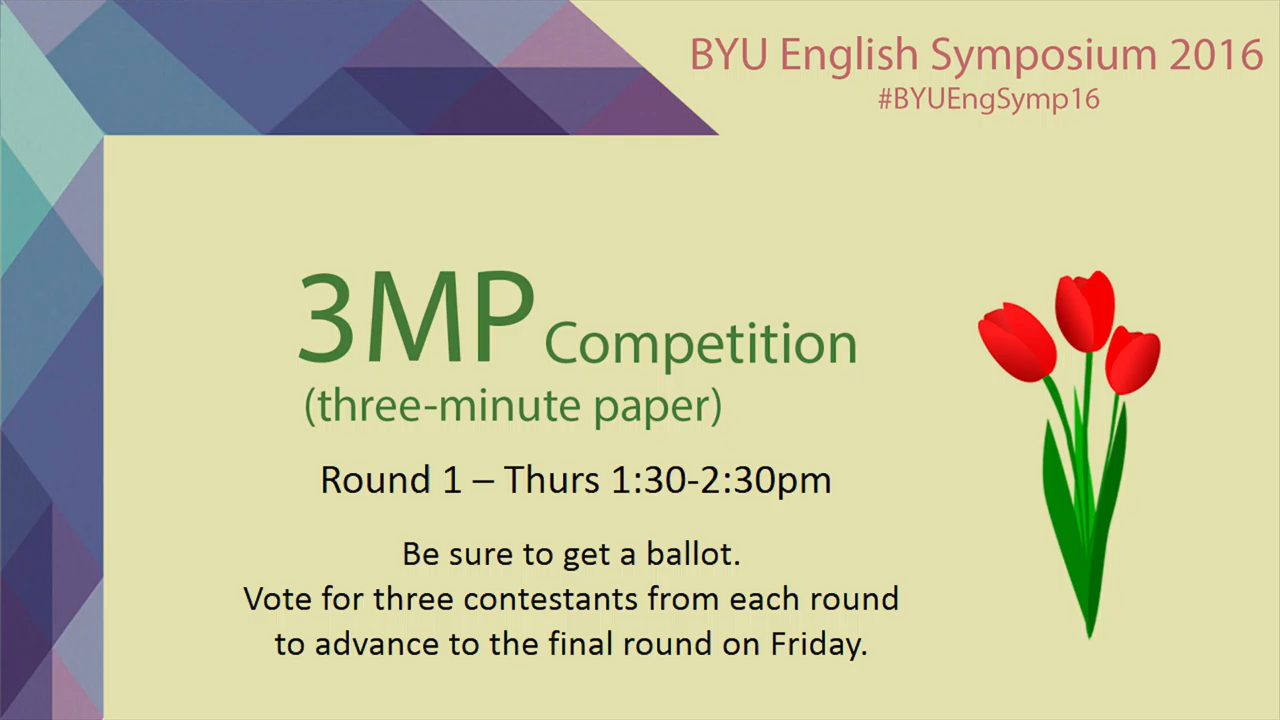 BYU English Symposium 2016
#BYUEngSymp16
3MP Competition
(three-minute paper)
Round 1 – Thurs 1:30-2:30pm
Be sure to get a ballot.
Vote for three contestants from each round
to advance to the final round on Friday.